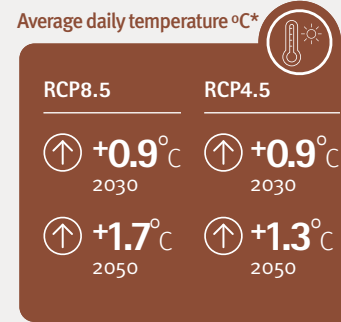 Average daily temperature ºC*
RCP8.5
RCP4.5
+0.9°C
2030
+0.9°C
2030
+1.7°C
2050
+1.3°C
2050